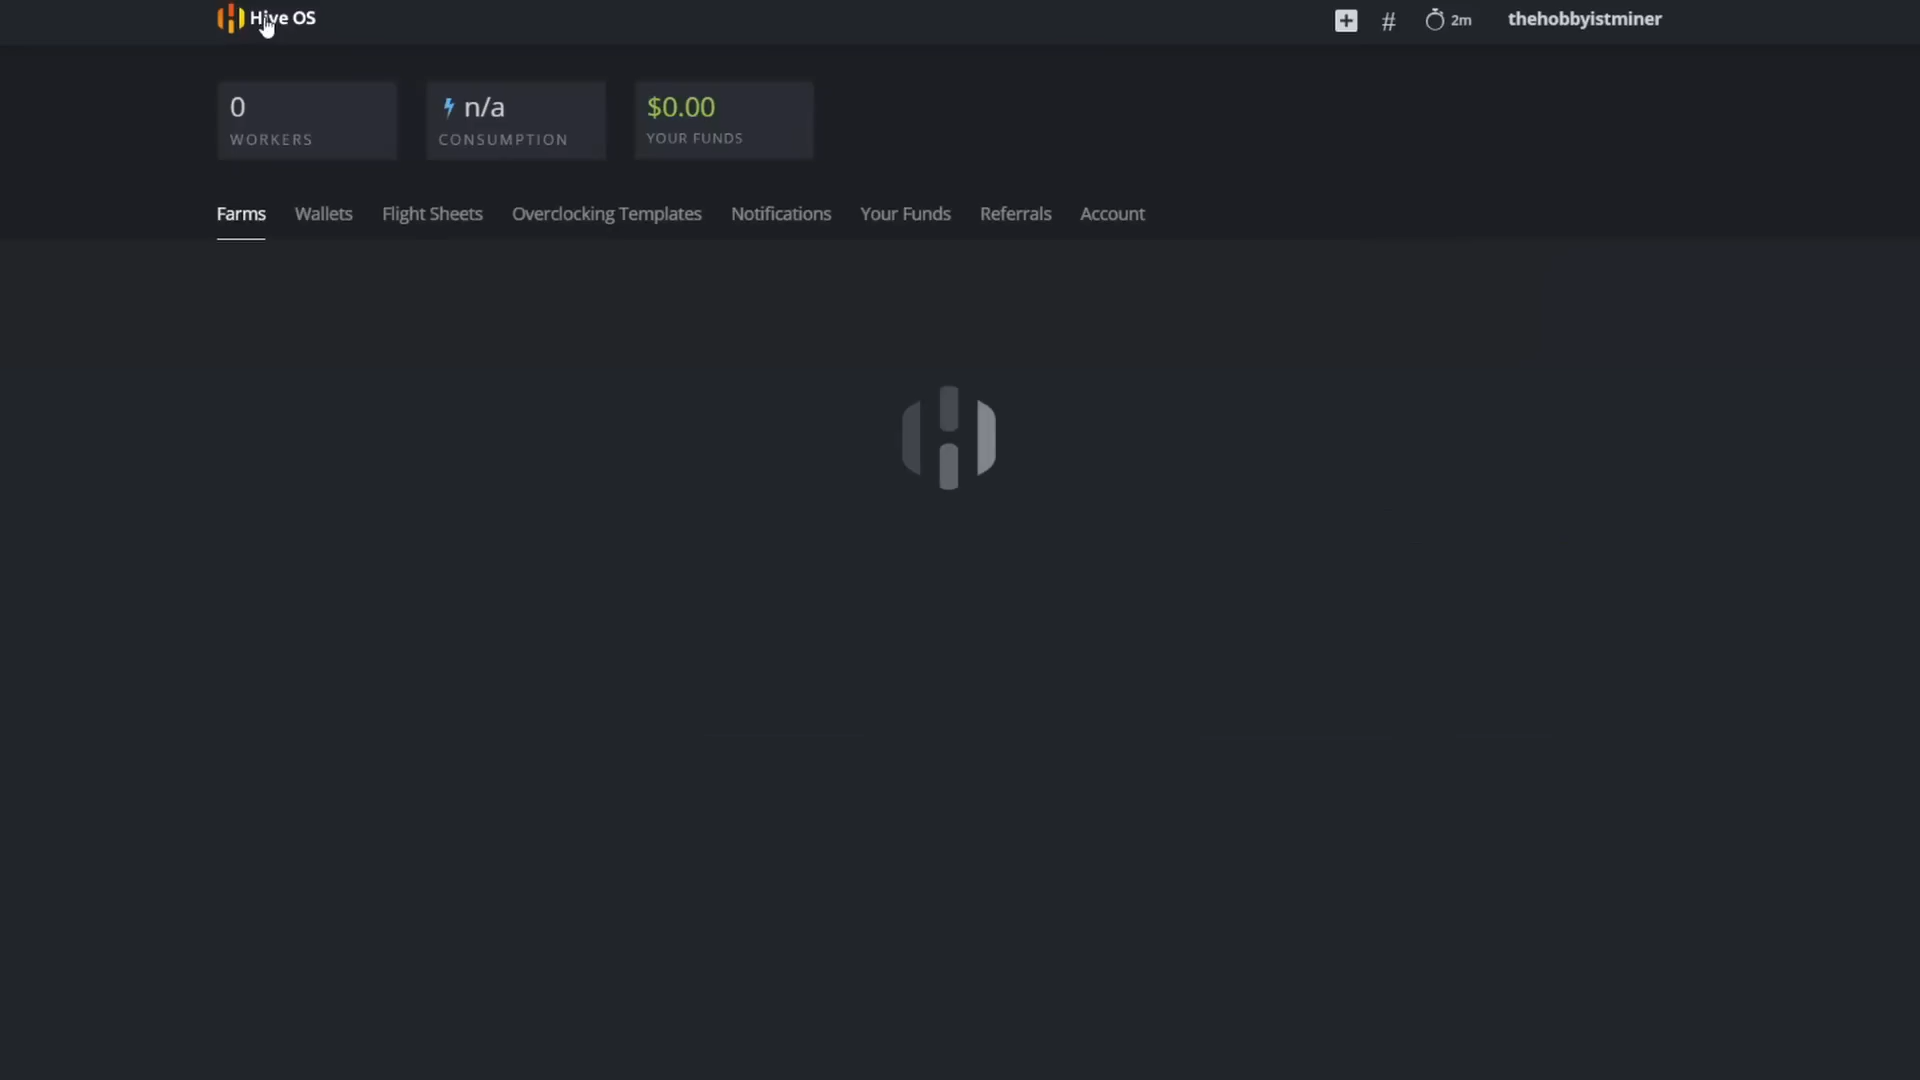 Hive OS
# 2m thehobbyistminer
0 n/a $0.00
WORKERS CONSUMPTION YOUR FUNDS
Farms Wallets Flight Sheets Overclocking Templates Notifications Your Funds Referrals Account